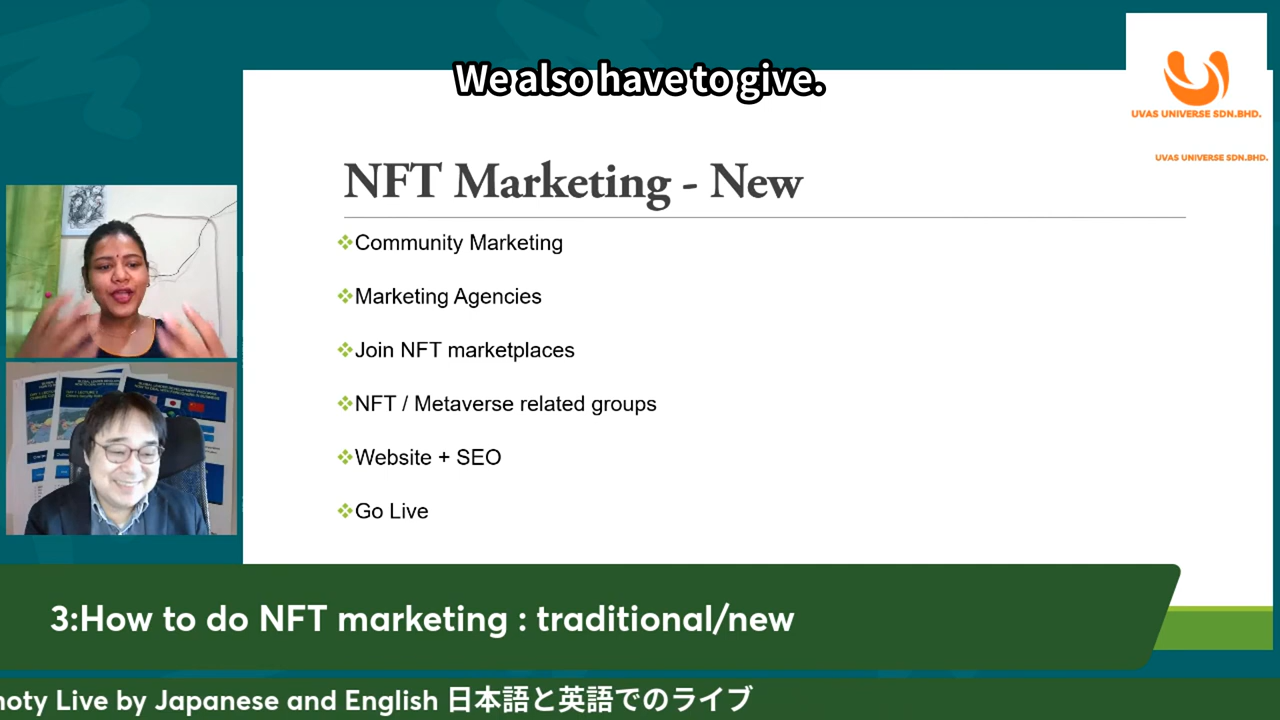 We also have to give.
UVAS UNIVERSE SDN.BHD.
UVAS UNIVERSE SDN.BHD.
NFT Marketing - New
Community Marketing
Marketing Agencies
Join NFT marketplaces
NFT / Metaverse related groups
Website + SEO
Go Live
3:How to do NFT marketing : traditional/new
Live by Japanese and English 日本語と英語でのライブ